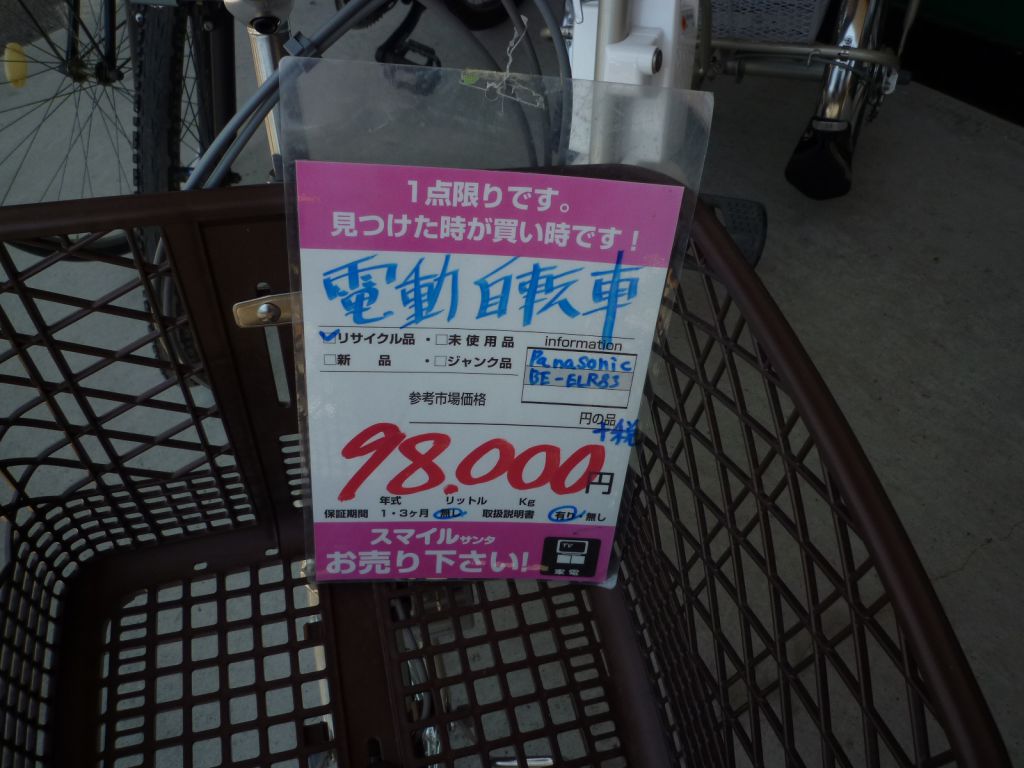 1点限りです。
見つけた時が買い時です!
電動自転車
リサイクル品 ・□未使用品 information
□新品 ・□ジャンク品 Panasonic
BE-ELR83
参考市場価格 円の品
+税
98.000円
年式 リットル Kg
保証期間 1・3ヶ月 無し 取扱説明書 有り 無し
スマイルサンタ
お売り下さい!
TV
家電